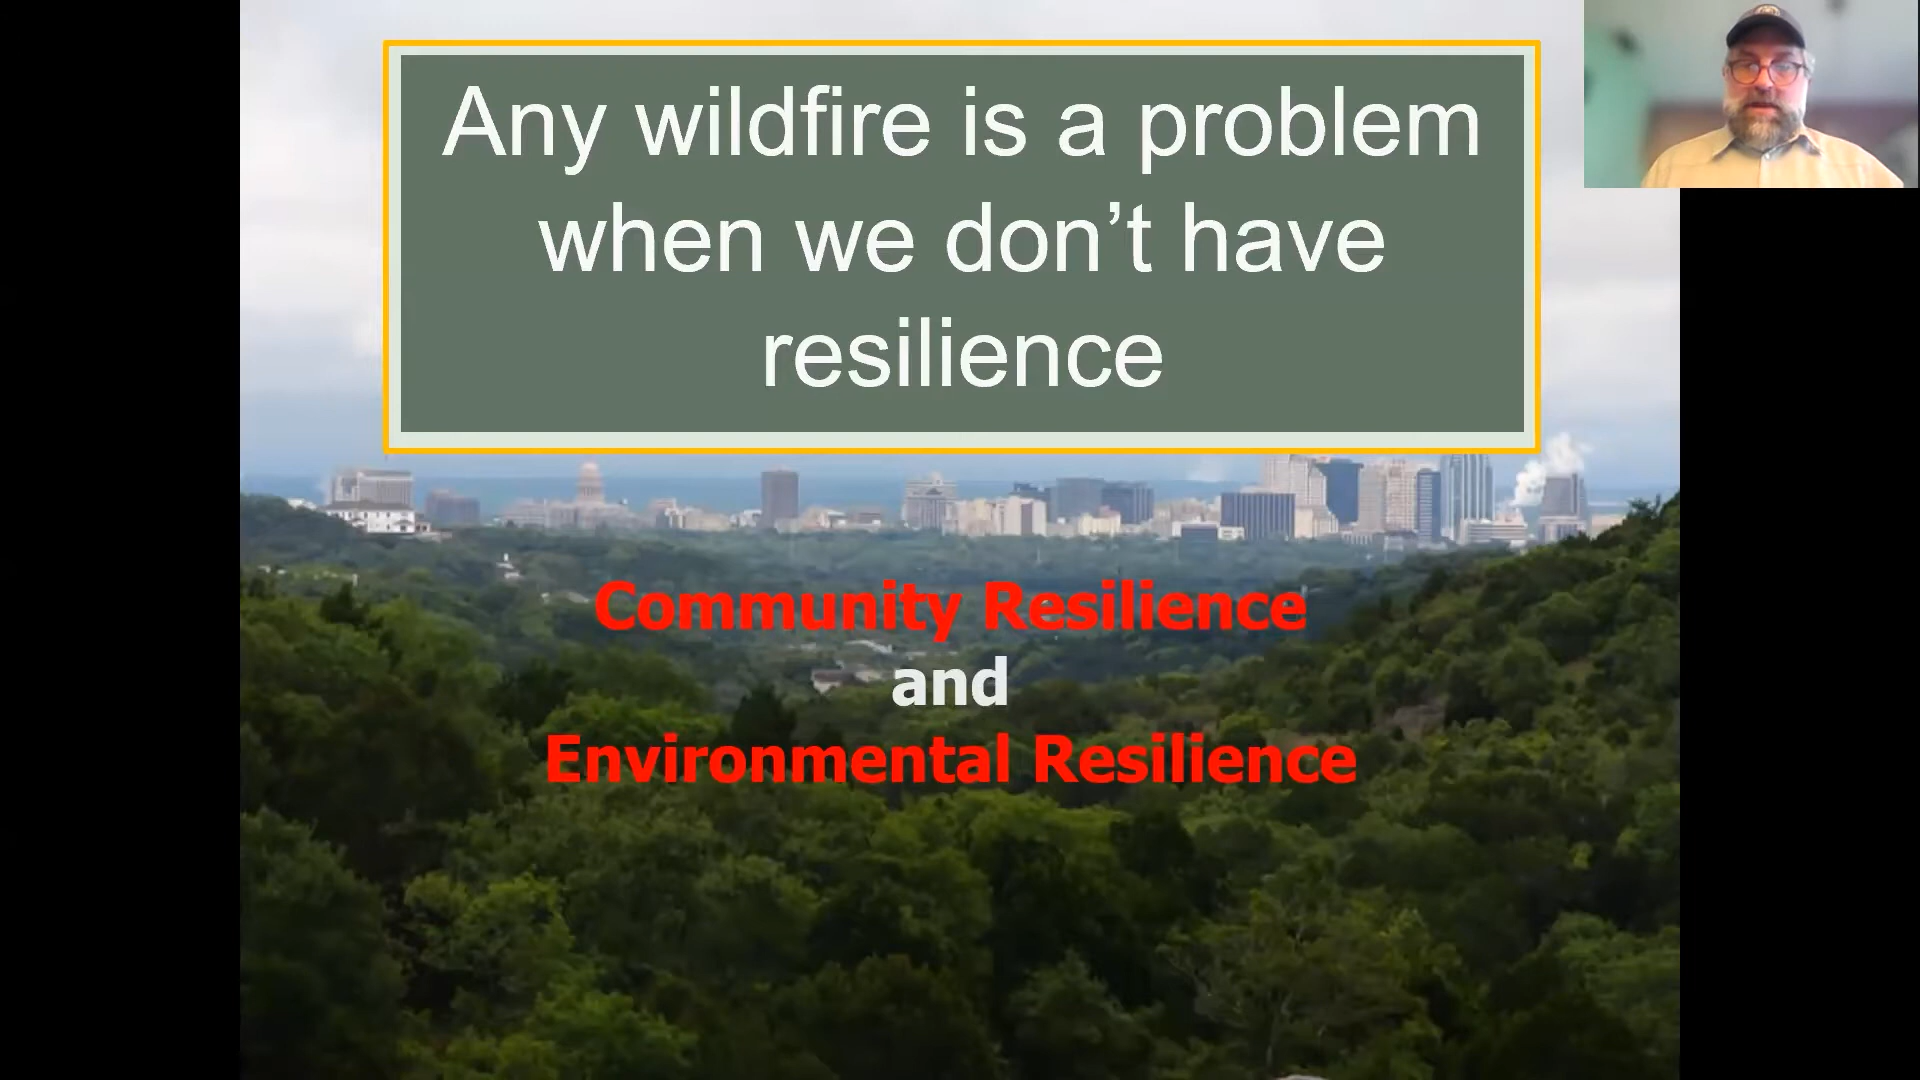 Any wildfire is a problem
when we don’t have
resilience
Community Resilience
and
Environmental Resilience